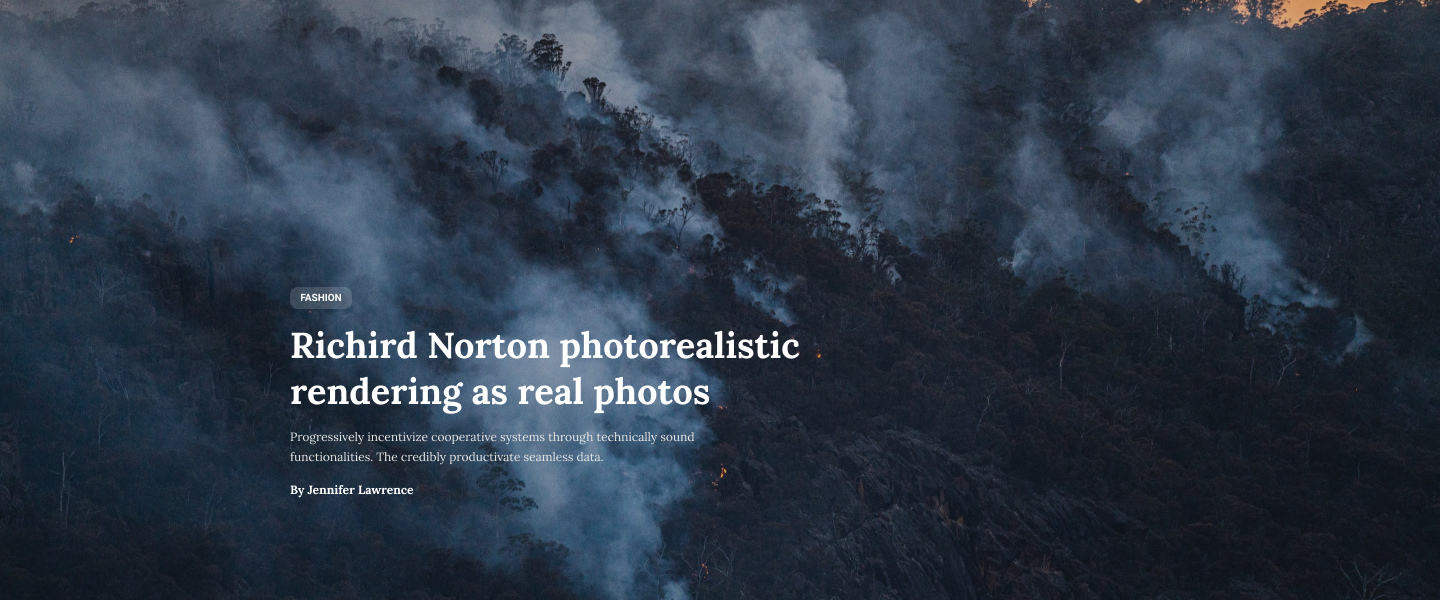 FASHION
Richird Norton photorealistic
rendering as real photos
Progressively incentivize cooperative systems through technically sound
functionalities. The credibly productivate seamless data.
By Jennifer Lawrence